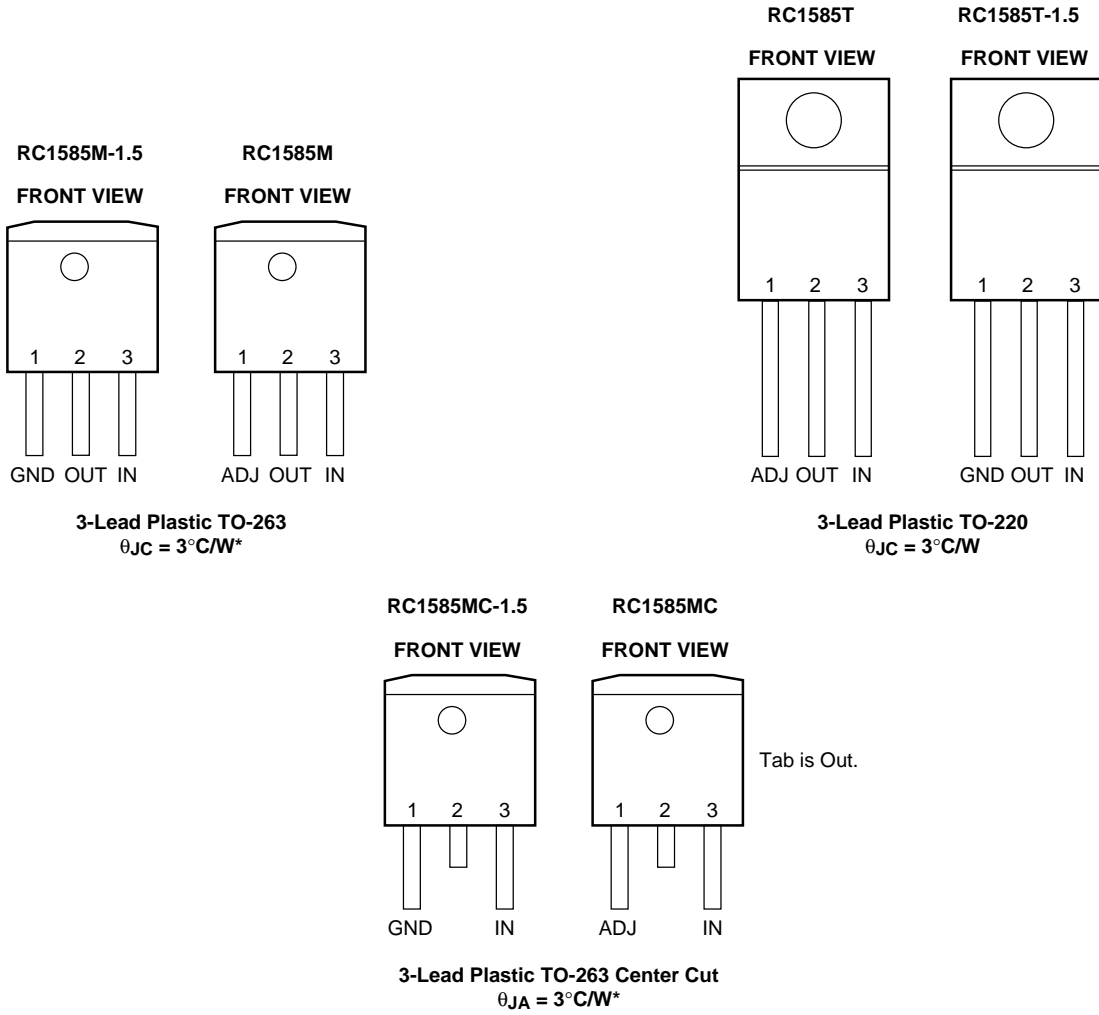 RC1585T
RC1585T-1.5
FRONT VIEW
FRONT VIEW
1 2 3
1 2 3
ADJ OUT IN
GND OUT IN
3-Lead Plastic TO-220
θJC = 3°C/W
RC1585M-1.5
RC1585M
FRONT VIEW
FRONT VIEW
1 2 3
1 2 3
GND OUT IN
ADJ OUT IN
3-Lead Plastic TO-263
θJC = 3°C/W*
RC1585MC-1.5
RC1585MC
FRONT VIEW
FRONT VIEW
Tab is Out.
1 2 3
1 2 3
GND IN
ADJ IN
3-Lead Plastic TO-263 Center Cut
θJA = 3°C/W*